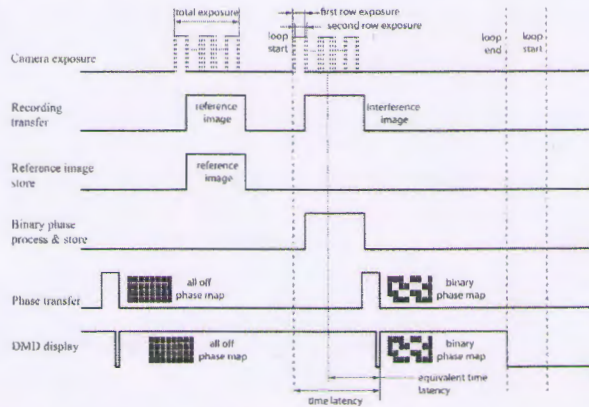 total exposure
first row exposure
second row exposure
loop
start
loop
end
loop
start
Camera exposure
Recording
transfer
reference
image
interference
image
Reference image
store
reference
image
Binary phase
process & store
Phase transfer
all off
phase map
binary
phase map
DMD display
all off
phase map
binary
phase map
equivalent time
latency
time latency